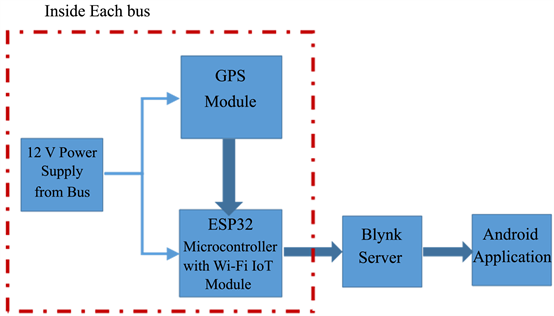 Inside Each bus
GPS
Module
12 V Power
Supply
from Bus
ESP32
Microcontroller
with Wi-Fi IoT
Module
Blynk
Server
Android
Application